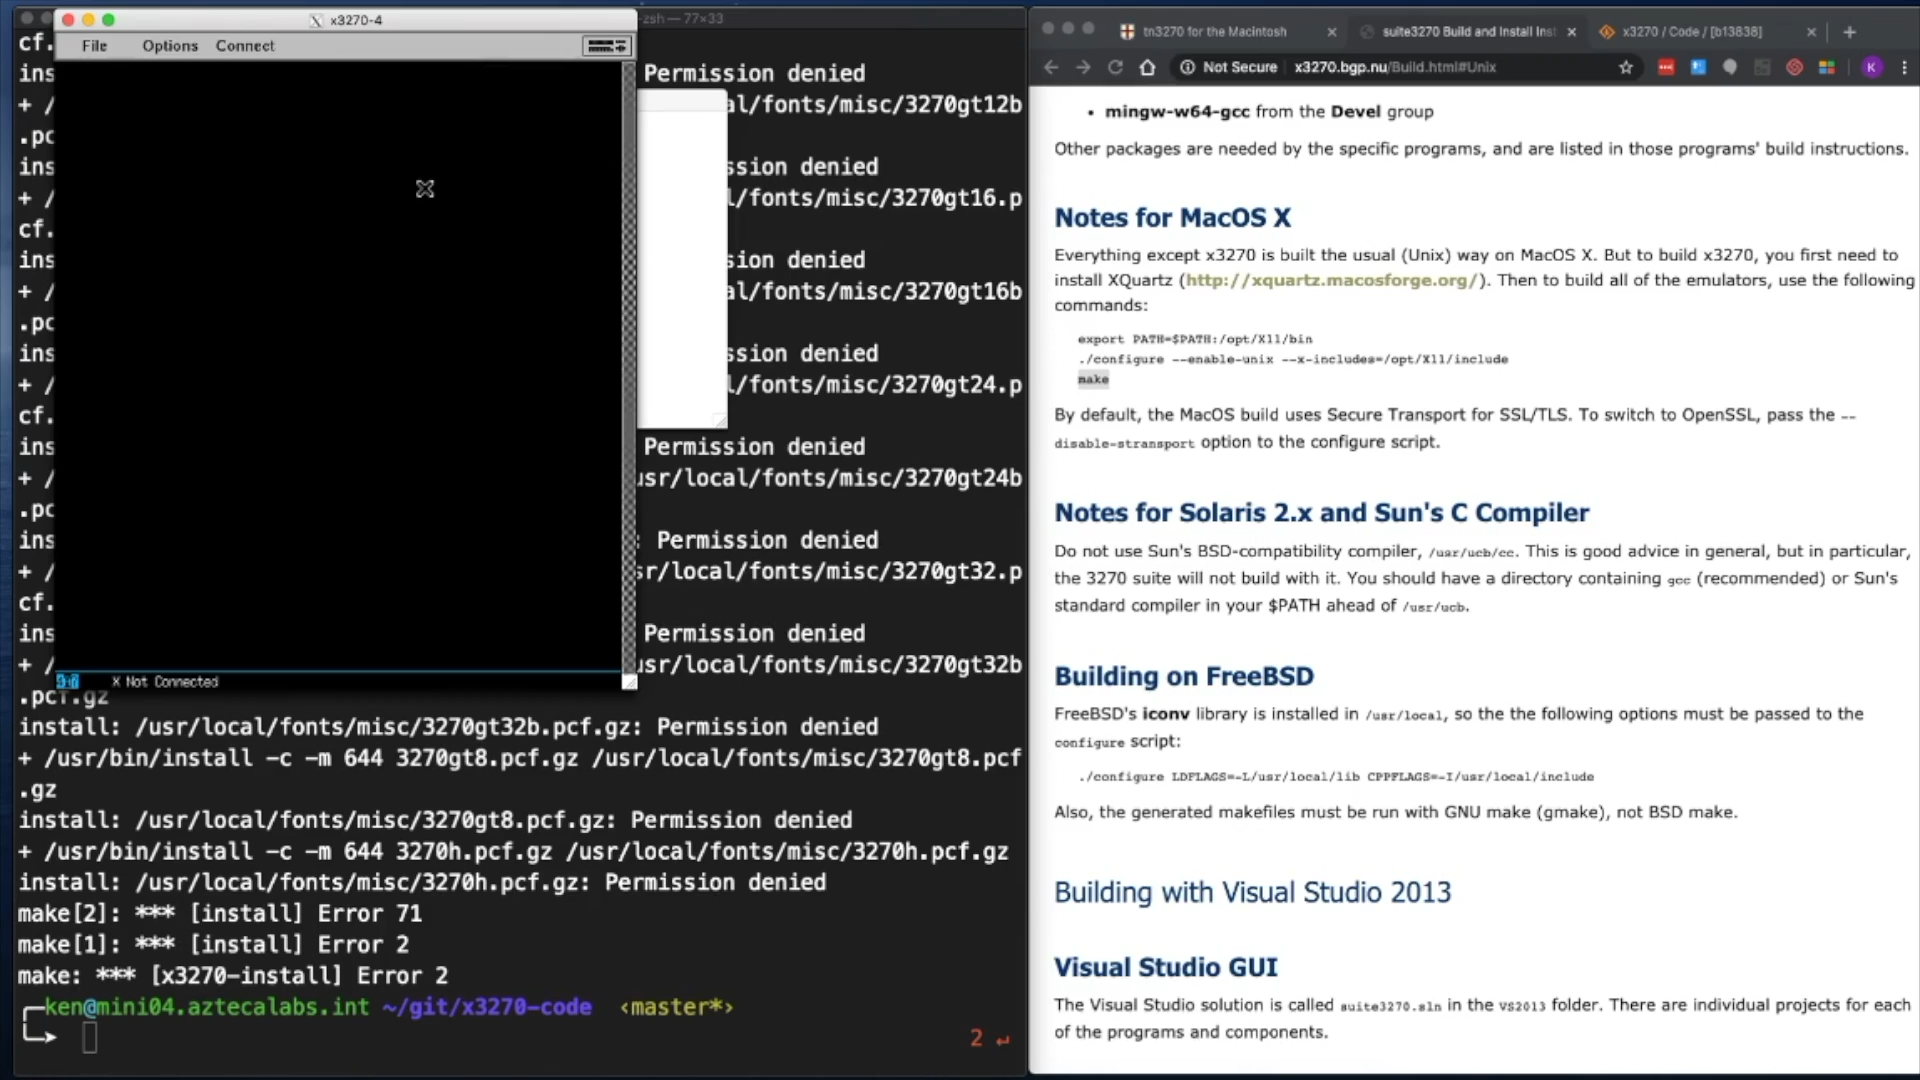 x3270-4
-zsh — 77×33
File Options Connect
cf.
ins Permission denied
+ / al/fonts/misc/3270gt12b
.pc
ins ssion denied
+ / l/fonts/misc/3270gt16.p
cf.
ins sion denied
+ / al/fonts/misc/3270gt16b
.pc
ins ssion denied
+ / l/fonts/misc/3270gt24.p
cf.
ins Permission denied
+ / usr/local/fonts/misc/3270gt24b
.pc
ins : Permission denied
+ / sr/local/fonts/misc/3270gt32.p
cf.
ins Permission denied
+ / usr/local/fonts/misc/3270gt32b
X Not Connected
.pcf.gz
install: /usr/local/fonts/misc/3270gt32b.pcf.gz: Permission denied
+ /usr/bin/install -c -m 644 3270gt8.pcf.gz /usr/local/fonts/misc/3270gt8.pcf
.gz
install: /usr/local/fonts/misc/3270gt8.pcf.gz: Permission denied
+ /usr/bin/install -c -m 644 3270h.pcf.gz /usr/local/fonts/misc/3270h.pcf.gz
install: /usr/local/fonts/misc/3270h.pcf.gz: Permission denied
make[2]: *** [install] Error 71
make[1]: *** [install] Error 2
make: *** [x3270-install] Error 2
ken@mini04.aztecalabs.int ~/git/x3270-code ‹master*›
2 ↵
tn3270 for the Macintosh
suite3270 Build and Install Inst
x3270 / Code / [b13838]
Not Secure | x3270.bgp.nu/Build.html#Unix
K
• mingw-w64-gcc from the Devel group
Other packages are needed by the specific programs, and are listed in those programs' build instructions.
Notes for MacOS X
Everything except x3270 is built the usual (Unix) way on MacOS X. But to build x3270, you first need to
install XQuartz (http://xquartz.macosforge.org/). Then to build all of the emulators, use the following
commands:
export PATH=$PATH:/opt/X11/bin
./configure --enable-unix --x-includes=/opt/X11/include
make
By default, the MacOS build uses Secure Transport for SSL/TLS. To switch to OpenSSL, pass the --
disable-stransport option to the configure script.
Notes for Solaris 2.x and Sun's C Compiler
Do not use Sun's BSD-compatibility compiler, /usr/ucb/cc. This is good advice in general, but in particular,
the 3270 suite will not build with it. You should have a directory containing gcc (recommended) or Sun's
standard compiler in your $PATH ahead of /usr/ucb.
Building on FreeBSD
FreeBSD's iconv library is installed in /usr/local, so the the following options must be passed to the
configure script:
./configure LDFLAGS=-L/usr/local/lib CPPFLAGS=-I/usr/local/include
Also, the generated makefiles must be run with GNU make (gmake), not BSD make.
Building with Visual Studio 2013
Visual Studio GUI
The Visual Studio solution is called suite3270.sln in the VS2013 folder. There are individual projects for each
of the programs and components.